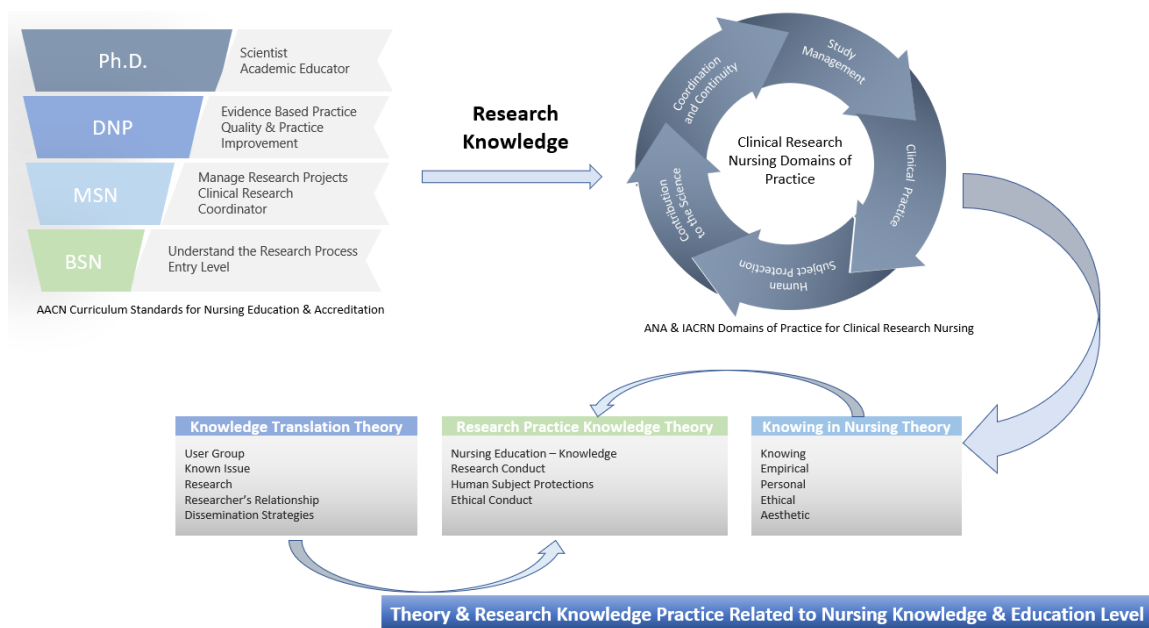 Ph.D.
Scientist
Academic Educator
DNP
Evidence Based Practice
Quality & Practice
Improvement
MSN
Manage Research Projects
Clinical Research
Coordinator
BSN
Understand the Research Process
Entry Level
AACN Curriculum Standards for Nursing Education & Accreditation
Research
Knowledge
Study
Management
Clinical Practice
Human
Subject Protection
Contribution
to the Science
Coordination
and Continuity
Clinical Research
Nursing Domains of
Practice
ANA & IACRN Domains of Practice for Clinical Research Nursing
Knowledge Translation Theory
User Group
Known Issue
Research
Researcher's Relationship
Dissemination Strategies
Research Practice Knowledge Theory
Nursing Education – Knowledge
Research Conduct
Human Subject Protections
Ethical Conduct
Knowing in Nursing Theory
Knowing
Empirical
Personal
Ethical
Aesthetic
Theory & Research Knowledge Practice Related to Nursing Knowledge & Education Level